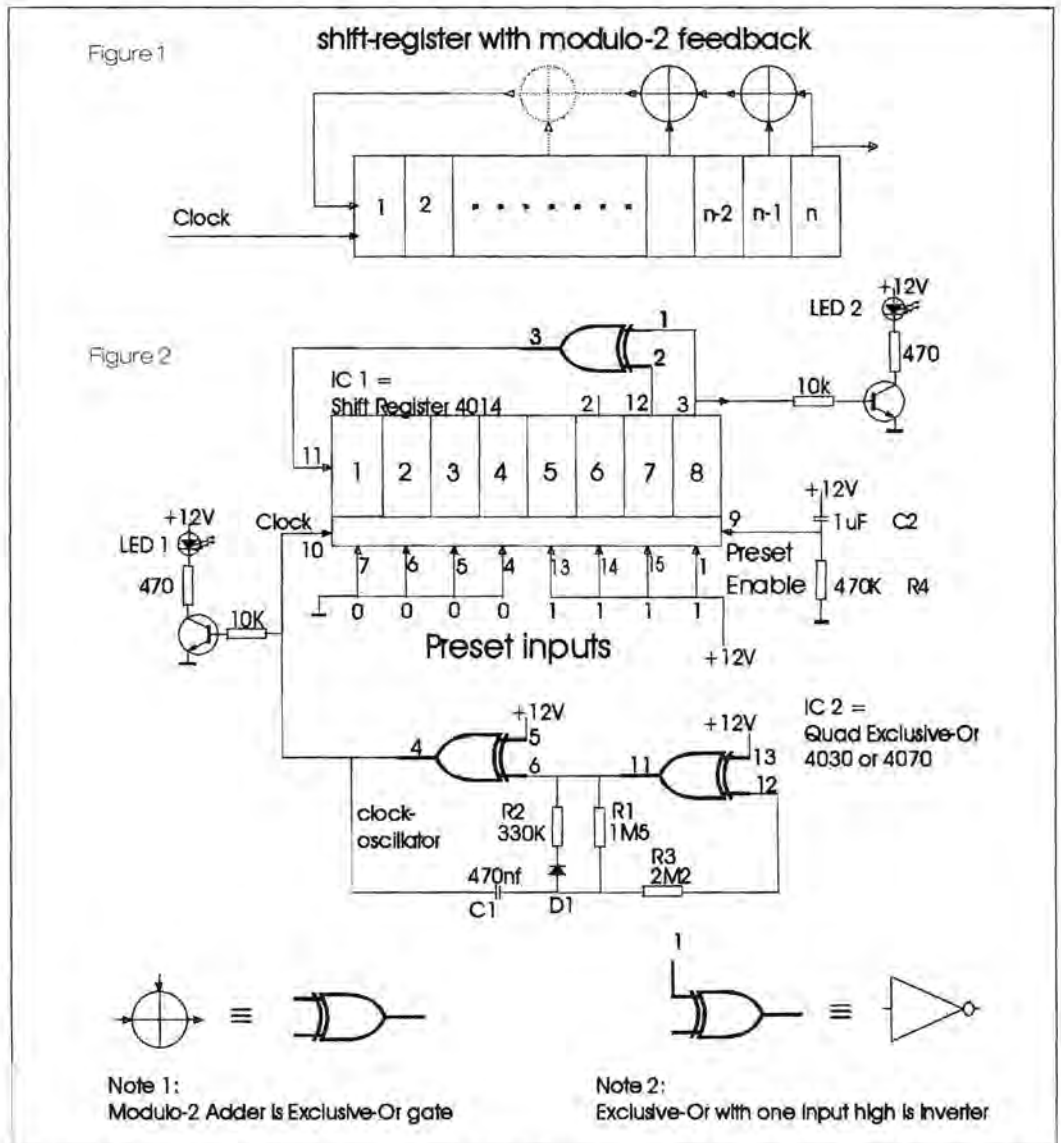 Figure 1
shift-register with modulo-2 feedback
1 2 n-2 n-1 n
Clock
Figure 2
+12V
LED 2
470
10k
3 1
2
IC 1 =
Shift Register 4014
2 12 3
11
1 2 3 4 5 6 7 8
+12V
LED 1
470
10K
Clock
10
9
Preset
Enable
+12V
1uF C2
470K R4
7 6 5 4 13 14 15 1
0 0 0 0 1 1 1 1
Preset inputs
+12V
IC 2 =
Quad Exclusive-Or
4030 or 4070
+12V
4 5
6
+12V
11 13
12
clock-
oscillator
R2
330K
R1
1M5
R3
2M2
470nf
C1
D1
≡
1
≡
Note 1:
Modulo-2 Adder is Exclusive-Or gate
Note 2:
Exclusive-Or with one input high is inverter